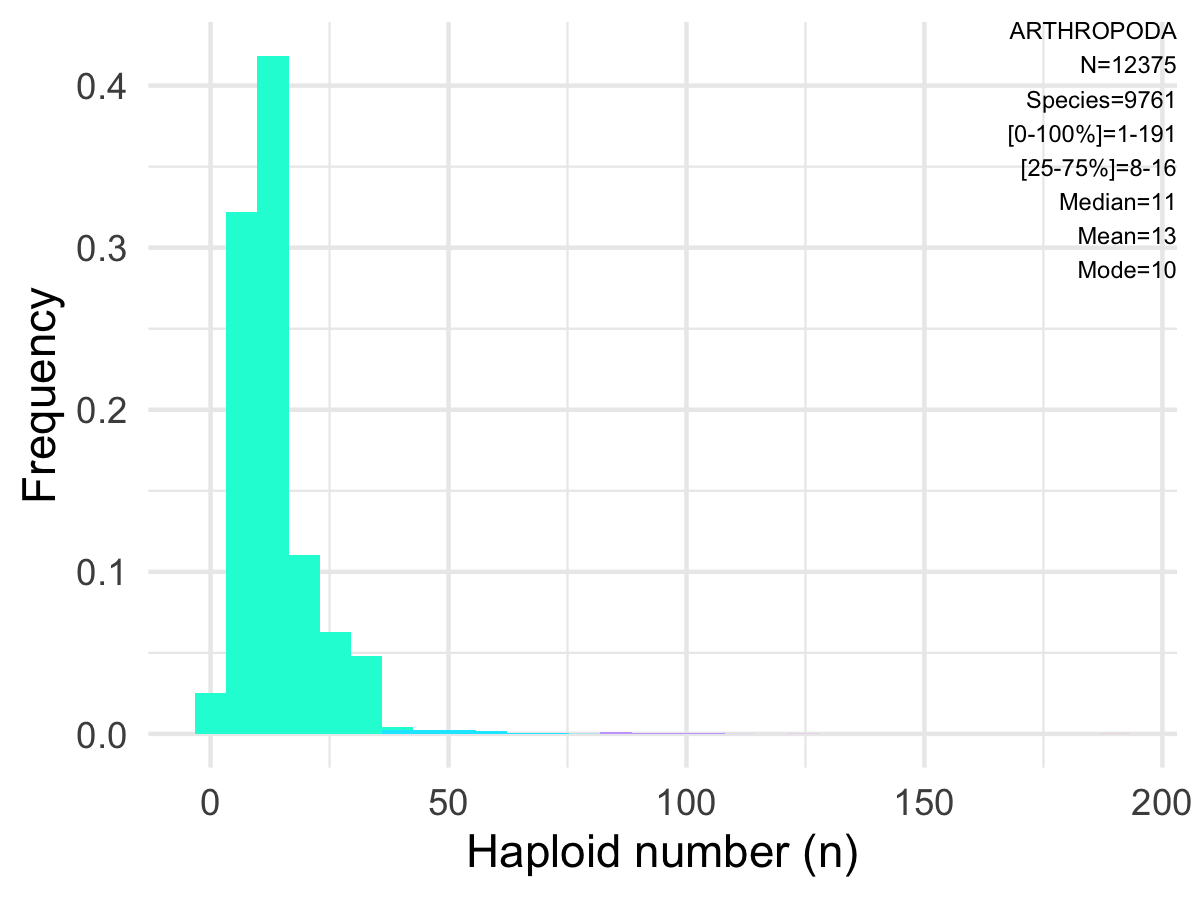 ARTHROPODA
N=12375
Species=9761
[0-100%]=1-191
[25-75%]=8-16
Median=11
Mean=13
Mode=10
Frequency
0.4
0.3
0.2
0.1
0.0
0 50 100 150 200
Haploid number (n)